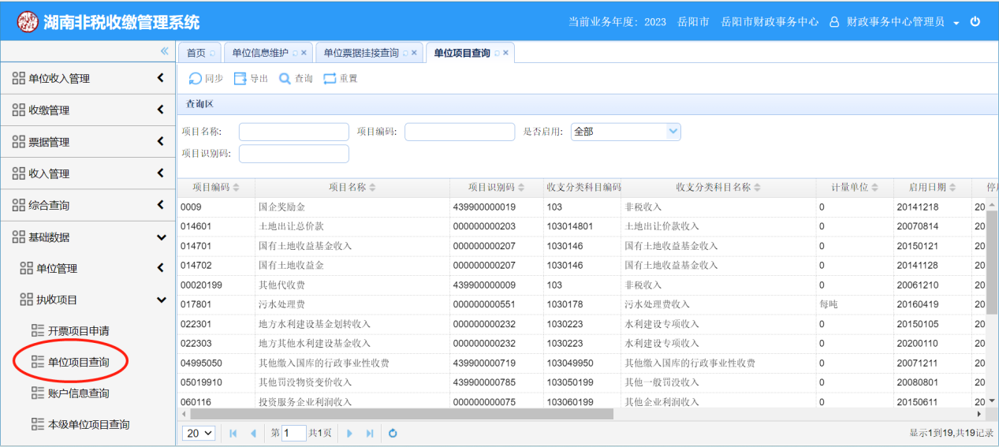 湖南非税收缴管理系统
当前业务年度: 2023 岳阳市 岳阳市财政事务中心 财政事务中心管理员
首页 单位信息维护 单位票据挂接查询 单位项目查询
同步 导出 查询 重置
查询区
项目名称: 项目编码: 是否启用: 全部
项目识别码:
单位收入管理
收缴管理
票据管理
收入管理
综合查询
基础数据
单位管理
执收项目
开票项目申请
单位项目查询
账户信息查询
本级单位项目查询
项目编码 项目名称 项目识别码 收支分类科目编码 收支分类科目名称 计量单位 启用日期 停
0009 国企奖励金 439900000019 103 非税收入 0 20141218 20
014601 土地出让总价款 000000000203 103014801 土地出让价款收入 0 20070814 20
014701 国有土地收益基金收入 000000000207 1030146 国有土地收益基金收入 0 20150121 20
014702 国有土地收益金 000000000207 1030146 国有土地收益基金收入 0 20141128 20
00020199 其他代收费 439900000009 103 非税收入 0 20061210 20
017801 污水处理费 000000000551 1030178 污水处理费收入 每吨 20160419 20
022301 地方水利建设基金划转收入 000000000232 1030223 水利建设专项收入 0 20150105 20
022303 地方其他水利建设基金收入 000000000232 1030223 水利建设专项收入 0 20200110 20
04995050 其他缴入国库的行政事业性收费 439900000719 103049950 其他缴入国库的行政事业性收费 0 20071211 20
05019910 其他罚没物资变价收入 439900000785 103050199 其他一般罚没收入 0 20080801 20
060116 投资服务企业利润收入 000000000075 103060199 其他企业利润收入 0 20150611 20
20 第 1 共1页 显示1到19,共19记录